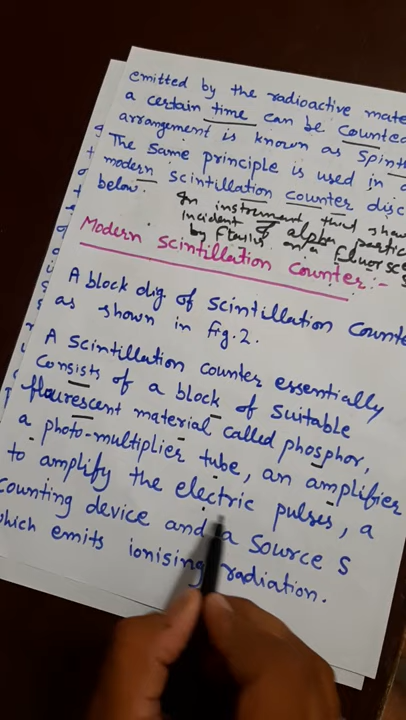 emitted by the radioactive mate
a certain time can be counted
arrangement is known as Spint
The same principle is used in a
modern scintillation counter disc
below.
An instrument that show
incident of alpha partic
by flashes on a fluoresc
Modern scintillation counter:-
A block dig. of scintillation Counte
as shown in fig.2.
A scintillation counter essentially
consists of a block of suitable
flourescent material called phosphor,
a photo-multiplier tube, an amplifier
to amplify the electric pulses, a
counting device and a source S
which emits ionising radiation.